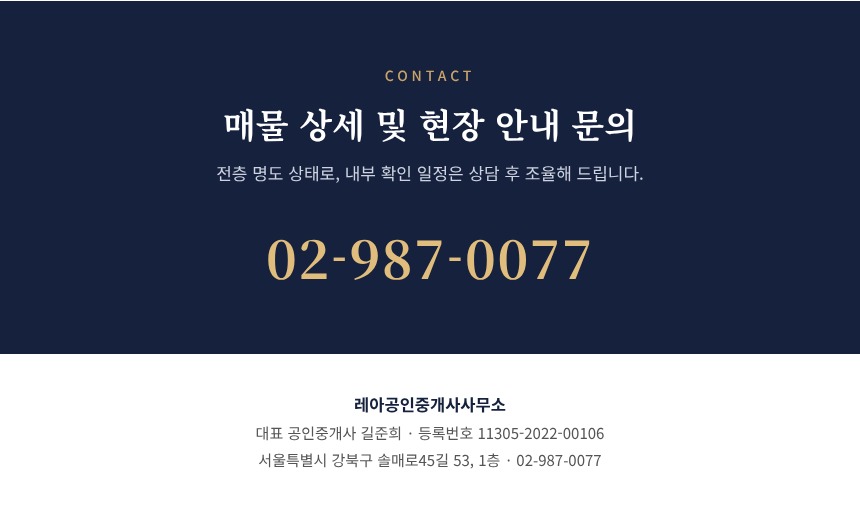 CONTACT
매물 상세 및 현장 안내 문의
전층 명도 상태로, 내부 확인 일정은 상담 후 조율해 드립니다.
02-987-0077
레아공인중개사사무소
대표 공인중개사 길준희 · 등록번호 11305-2022-00106
서울특별시 강북구 솔매로45길 53, 1층 · 02-987-0077